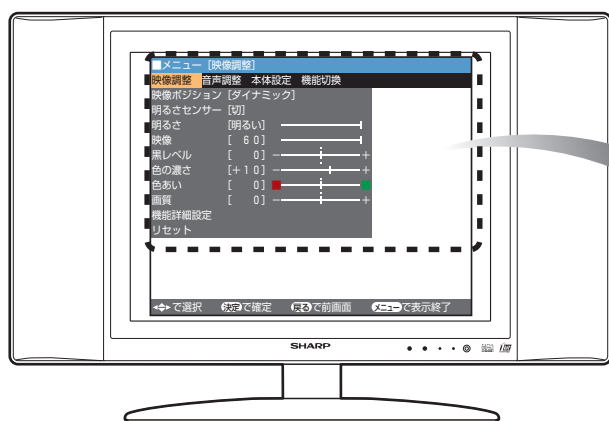 ■メニュー [映像調整]
映像調整 音声調整 本体設定 機能切換
映像ポジション [ダイナミック]
明るさセンサー [切]
明るさ [明るい]
映像 [ 60]
黒レベル [ 0] − +
色の濃さ [+10] − +
色あい [ 0]
画質 [ 0] − +
機能詳細設定
リセット
で選択 決定で確定 戻るで前画面 メニューで表示終了
SHARP